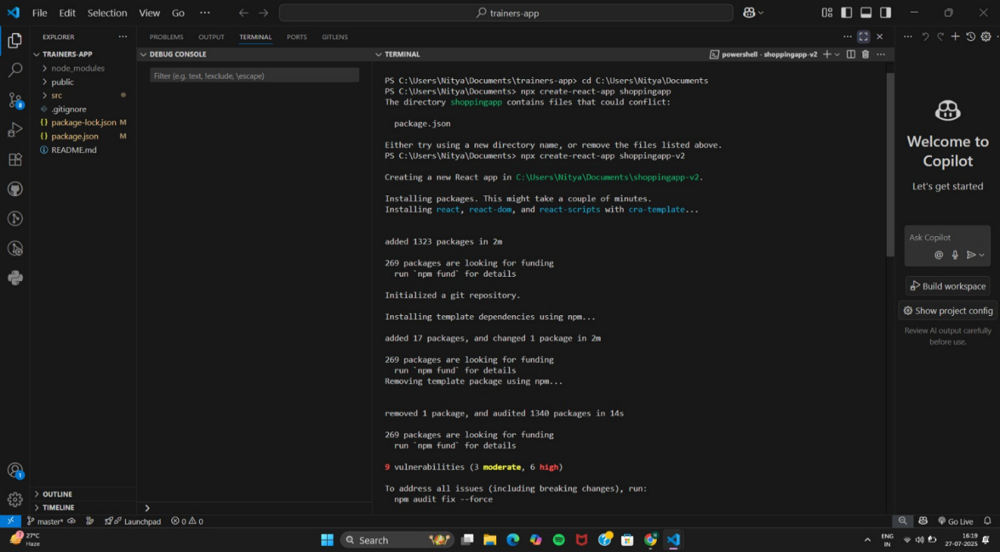 File Edit Selection View Go ...
trainers-app
EXPLORER
TRAINERS-APP
node_modules
public
src
.gitignore
package-lock.json M
package.json M
README.md
OUTLINE
TIMELINE
PROBLEMS OUTPUT TERMINAL PORTS GITLENS
DEBUG CONSOLE
Filter (e.g. text, !exclude, \escape)
TERMINAL
powershell - shoppingapp-v2
PS C:\Users\Nitya\Documents\trainers-app> cd C:\Users\Nitya\Documents
PS C:\Users\Nitya\Documents> npx create-react-app shoppingapp
The directory shoppingapp contains files that could conflict:
package.json
Either try using a new directory name, or remove the files listed above.
PS C:\Users\Nitya\Documents> npx create-react-app shoppingapp-v2
Creating a new React app in C:\Users\Nitya\Documents\shoppingapp-v2.
Installing packages. This might take a couple of minutes.
Installing react, react-dom, and react-scripts with cra-template...
added 1323 packages in 2m
269 packages are looking for funding
run `npm fund` for details
Initialized a git repository.
Installing template dependencies using npm...
added 17 packages, and changed 1 package in 2m
269 packages are looking for funding
run `npm fund` for details
Removing template package using npm...
removed 1 package, and audited 1340 packages in 14s
269 packages are looking for funding
run `npm fund` for details
9 vulnerabilities (3 moderate, 6 high)
To address all issues (including breaking changes), run:
npm audit fix --force
Welcome to
Copilot
Let's get started
Ask Copilot
Build workspace
Show project config
Review AI output carefully
before use.
8
1
master* Launchpad 0 0
Go Live
27°C
Haze
Search
ENG
IN
16:19
27-07-2025